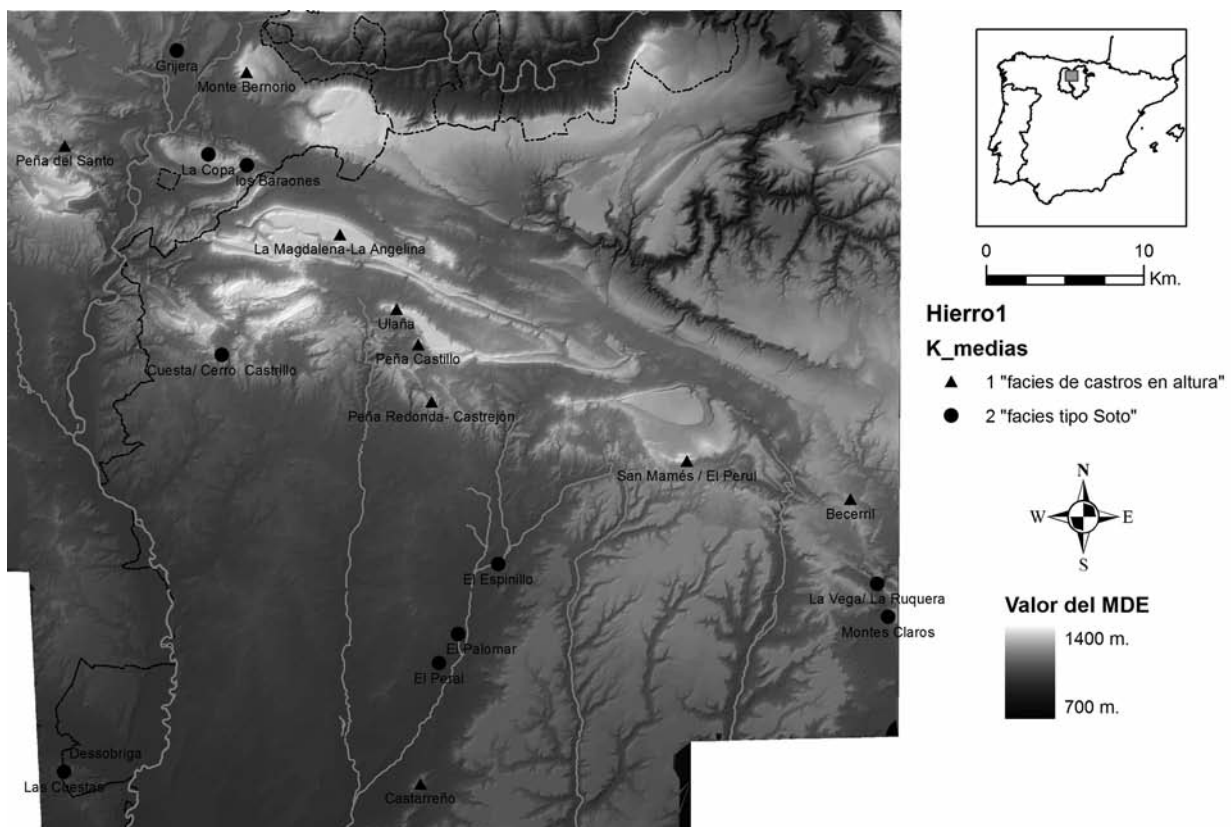 Grijera
Monte Bernorio
Peña del Santo
La Copa
los Baraones
La Magdalena-La Angelina
Ulaña
Peña Castillo
Cuesta/ Cerro Castrillo
Peña Redonda- Castrejón
San Mamés / El Perul
Becerril
El Espinillo
La Vega/ La Ruquera
Montes Claros
El Palomar
El Peral
Dessobriga
Las Cuestas
Castarreño
0 10
Km.
Hierro1
K_medias
1 "facies de castros en altura"
2 "facies tipo Soto"
N
W E
S
Valor del MDE
1400 m.
700 m.